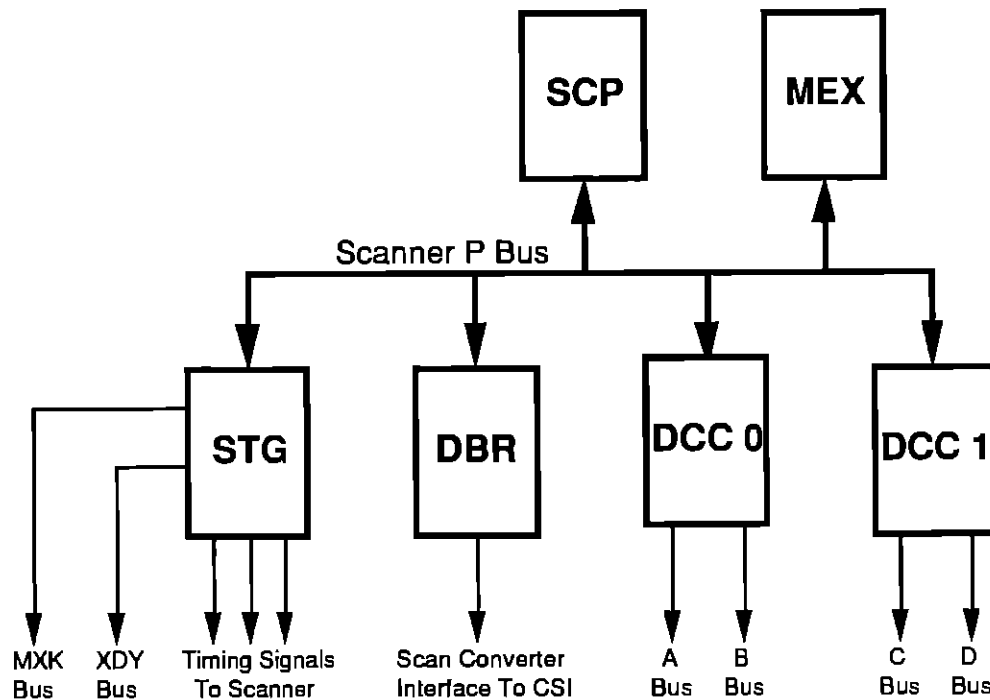 SCP
MEX
Scanner P Bus
STG
DBR
DCC 0
DCC 1
MXK
Bus
XDY
Bus
Timing Signals
To Scanner
Scan Converter
Interface To CSI
A
Bus
B
Bus
C
Bus
D
Bus